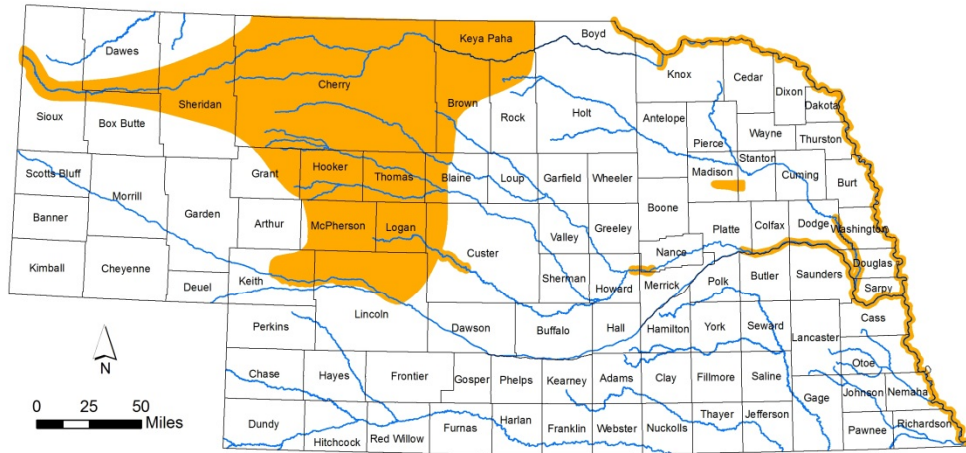 Boyd
Keya Paha
Dawes
Knox
Cedar
Cherry
Dixon
Sheridan
Brown
Dakota
Rock
Holt
Antelope
Sioux
Box Butte
Wayne
Thurston
Pierce
Stanton
Hooker
Grant
Thomas
Blaine
Loup
Garfield
Wheeler
Madison
Cuming
Scotts Bluff
Burt
Morrill
Boone
Garden
Arthur
McPherson
Logan
Banner
Valley
Greeley
Platte
Colfax
Dodge
Washington
Custer
Nance
Douglas
Kimball
Cheyenne
Keith
Sherman
Merrick
Butler
Saunders
Deuel
Howard
Polk
Sarpy
Lincoln
Cass
Perkins
Dawson
Buffalo
Hall
Hamilton
York
Seward
Lancaster
Otoe
N
Chase
Hayes
Frontier
Gosper
Phelps
Kearney
Adams
Clay
Fillmore
Saline
Gage
Johnson
Nemaha
0 25 50
Miles
Dundy
Hitchcock
Red Willow
Furnas
Harlan
Franklin
Webster
Nuckolls
Thayer
Jefferson
Pawnee
Richardson